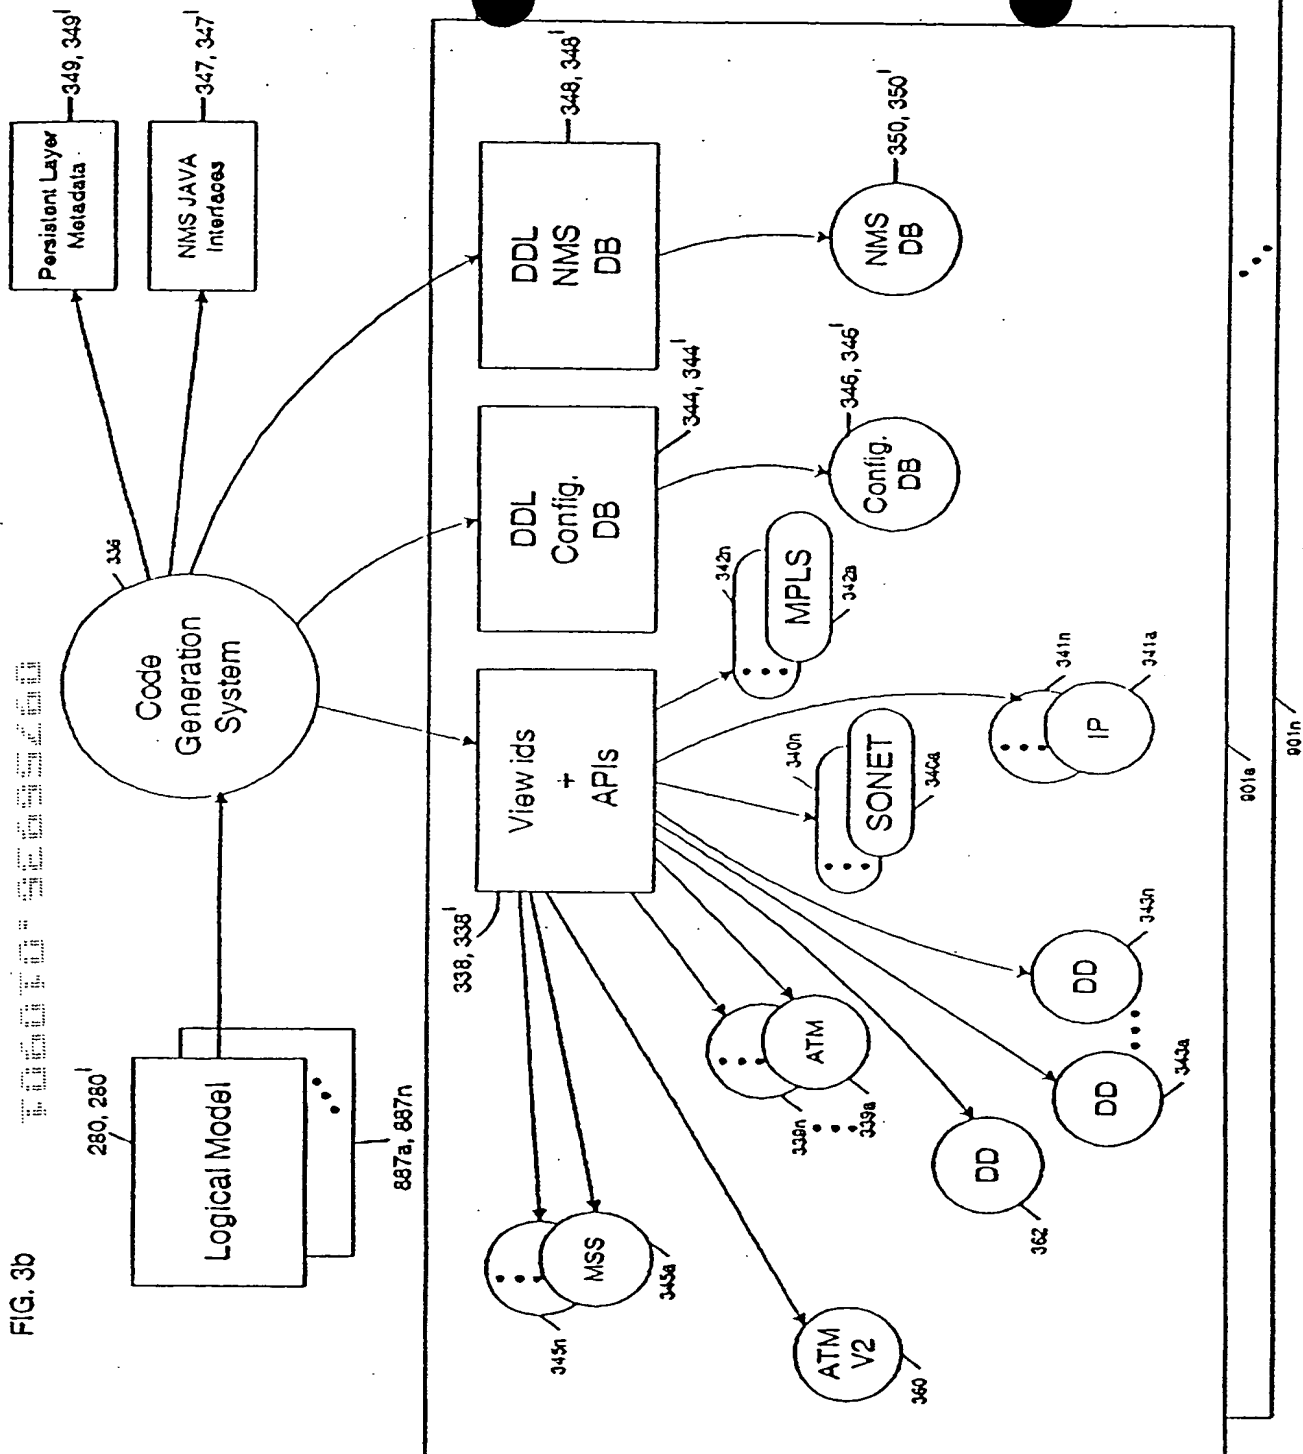 FIG. 3b
280, 280'
Logical Model
887a, 887n
Code
Generation
System
336
Persistent Layer
Metadata
349, 349'
NMS JAVA
Interfaces
347, 347'
338, 338'
View ids
+
APIs
DDL
Config.
DB
344, 344'
DDL
NMS
DB
348, 348'
345n
MSS
345a
ATM
V2
360
339n
ATM
339a
DD
362
DD
343a
DD
343n
340n
SONET
340a
341n
IP
341a
342n
MPLS
342a
Config.
DB
346, 346'
NMS
DB
350, 350'
901a
901n